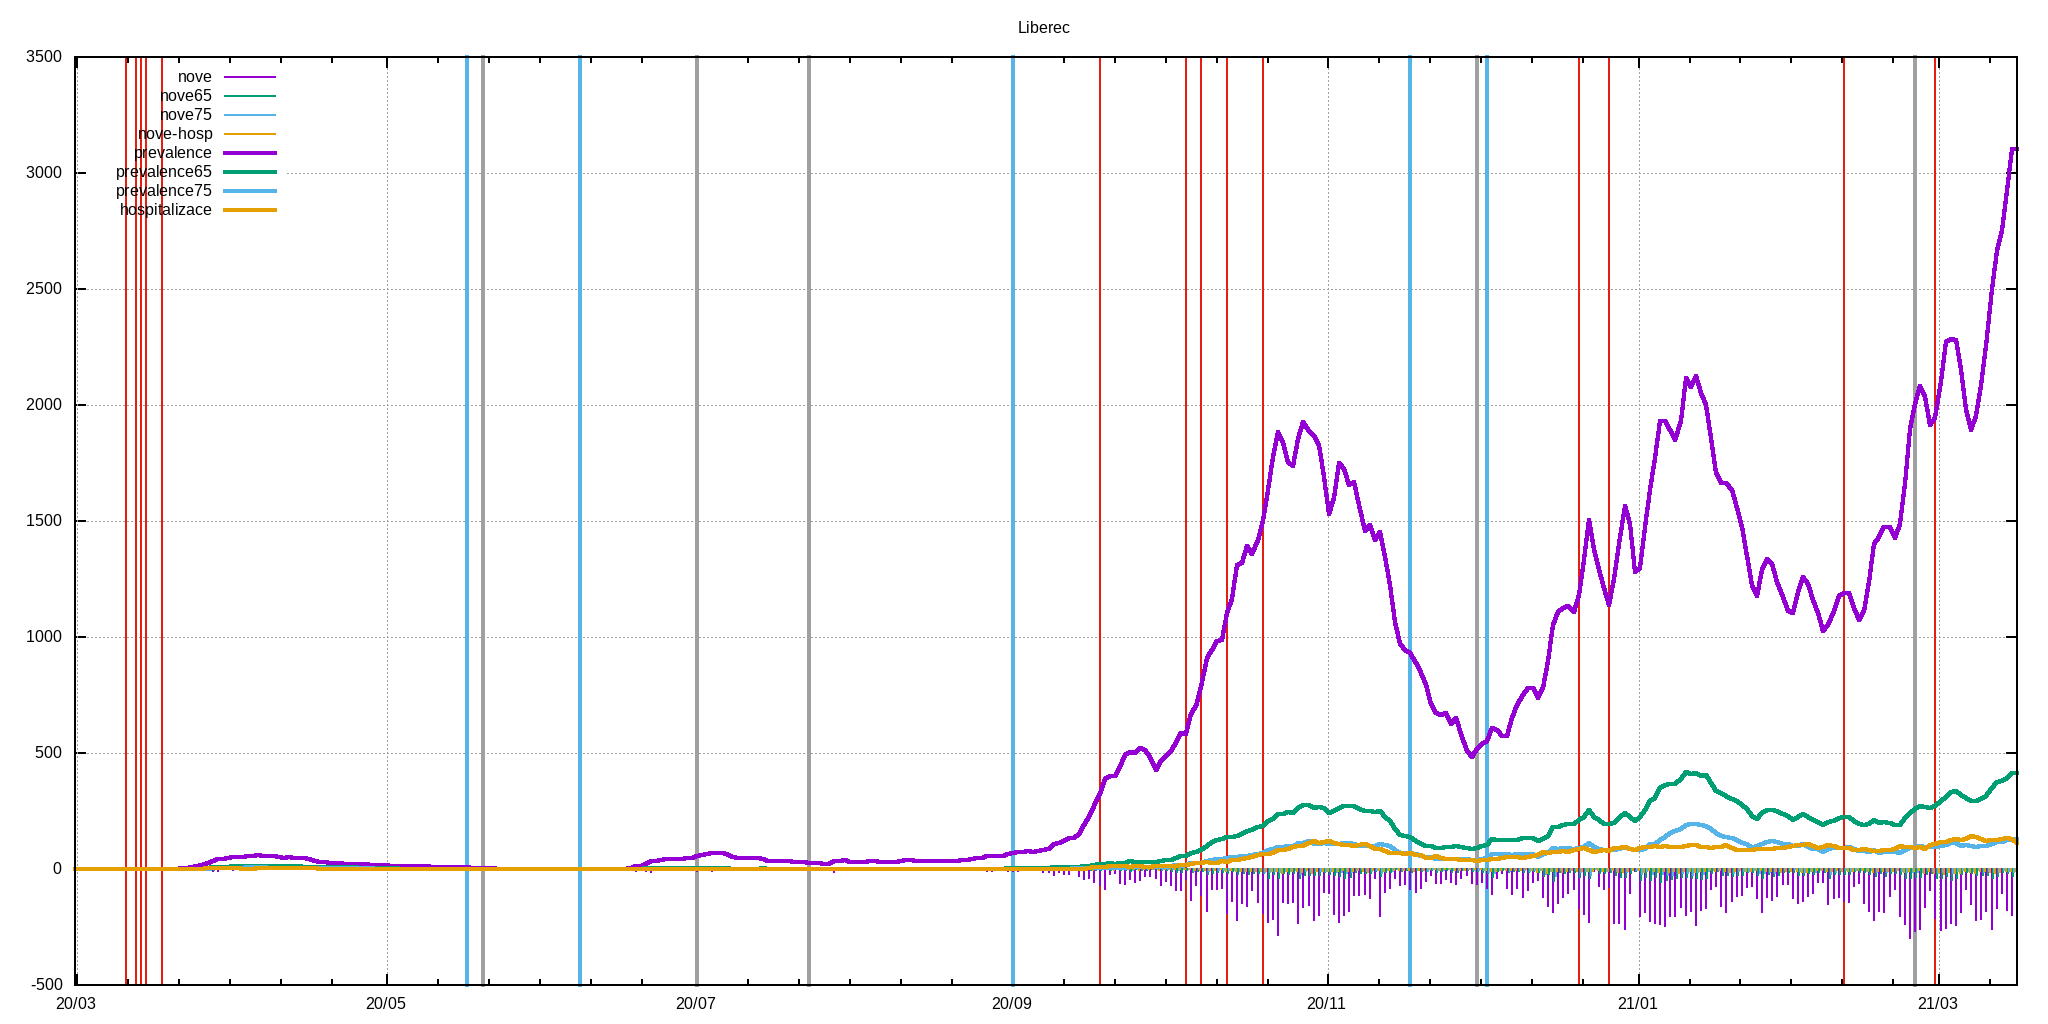 Liberec
3500
3000
2500
2000
1500
1000
500
0
-500
nove
nove65
nove75
nove-hosp
prevalence
prevalence65
prevalence75
hospitalizace
20/03 20/05 20/07 20/09 20/11 21/01 21/03